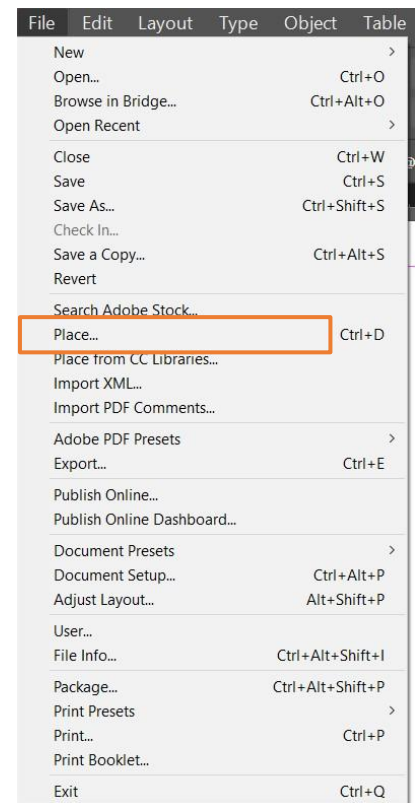 File Edit Layout Type Object Table
New >
Open... Ctrl+O
Browse in Bridge... Ctrl+Alt+O
Open Recent >
Close Ctrl+W
Save Ctrl+S
Save As... Ctrl+Shift+S
Check In...
Save a Copy... Ctrl+Alt+S
Revert
Search Adobe Stock...
Place... Ctrl+D
Place from CC Libraries...
Import XML...
Import PDF Comments...
Adobe PDF Presets >
Export... Ctrl+E
Publish Online...
Publish Online Dashboard...
Document Presets >
Document Setup... Ctrl+Alt+P
Adjust Layout... Alt+Shift+P
User...
File Info... Ctrl+Alt+Shift+I
Package... Ctrl+Alt+Shift+P
Print Presets >
Print... Ctrl+P
Print Booklet...
Exit Ctrl+Q